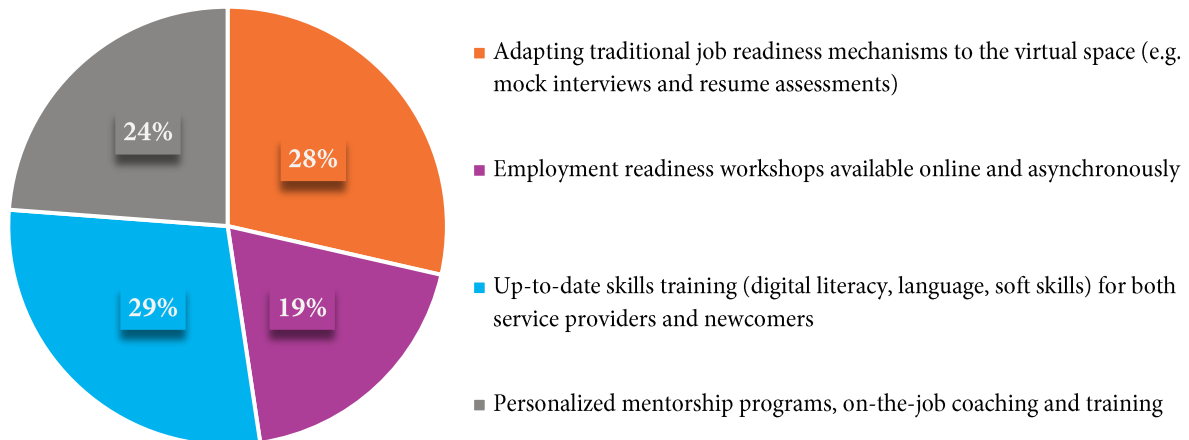 24%
28%
29%
19%
Adapting traditional job readiness mechanisms to the virtual space (e.g.
mock interviews and resume assessments)
Employment readiness workshops available online and asynchronously
Up-to-date skills training (digital literacy, language, soft skills) for both
service providers and newcomers
Personalized mentorship programs, on-the-job coaching and training